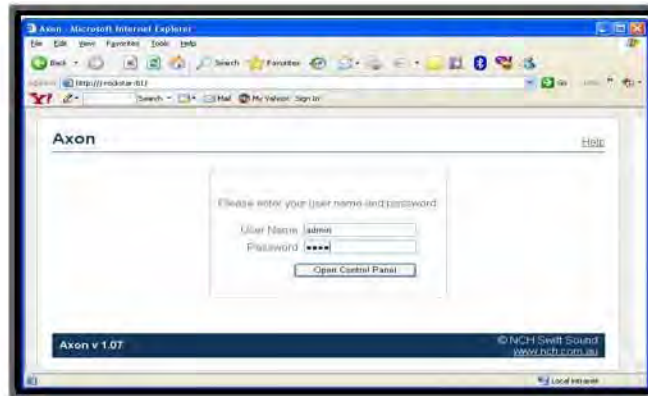 Axon - Microsoft Internet Explorer
File Edit View Favorites Tools Help
Back Search Favorites
Go
Search Mail My Yahoo! Sign In
Axon Help
Please enter your user name and password
User Name admin
Password ••••
Open Control Panel
Axon v 1.07 © NCH Swift Sound
www.nch.com.au
Local intranet